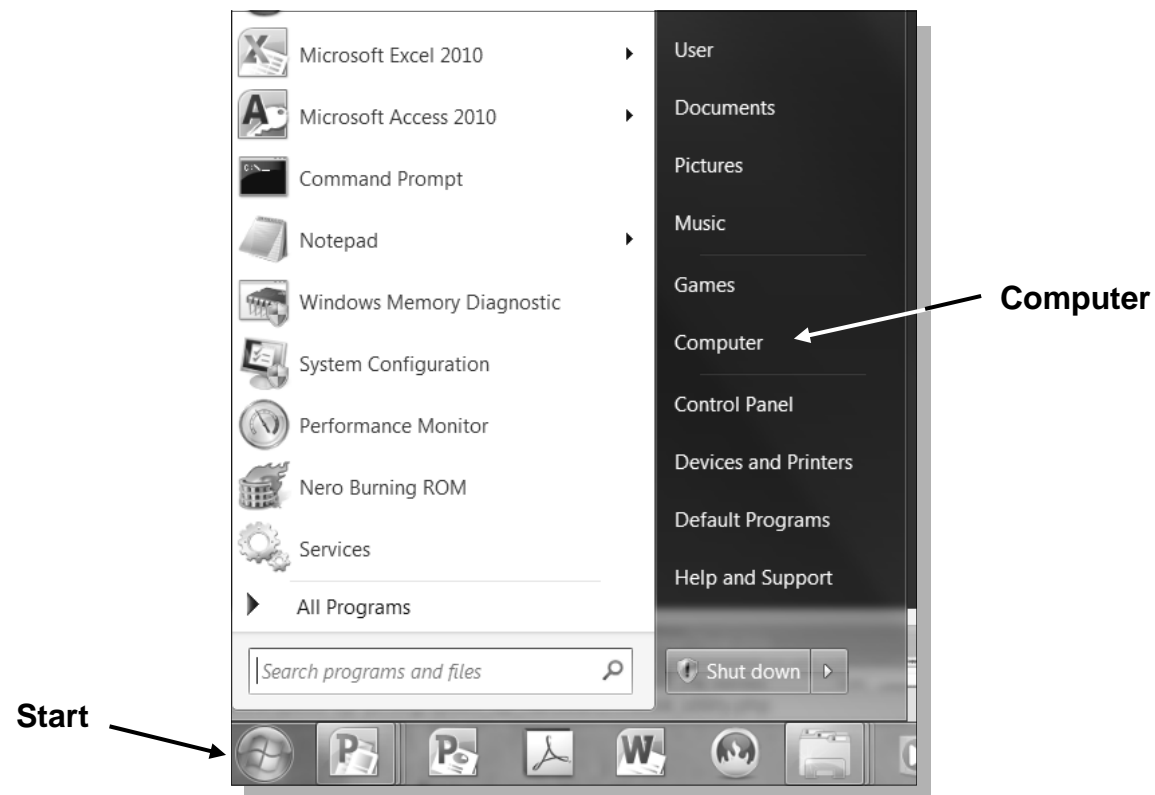 Microsoft Excel 2010
Microsoft Access 2010
Command Prompt
Notepad
Windows Memory Diagnostic
System Configuration
Performance Monitor
Nero Burning ROM
Services
All Programs
Search programs and files
User
Documents
Pictures
Music
Games
Computer
Control Panel
Devices and Printers
Default Programs
Help and Support
Shut down
Computer
Start